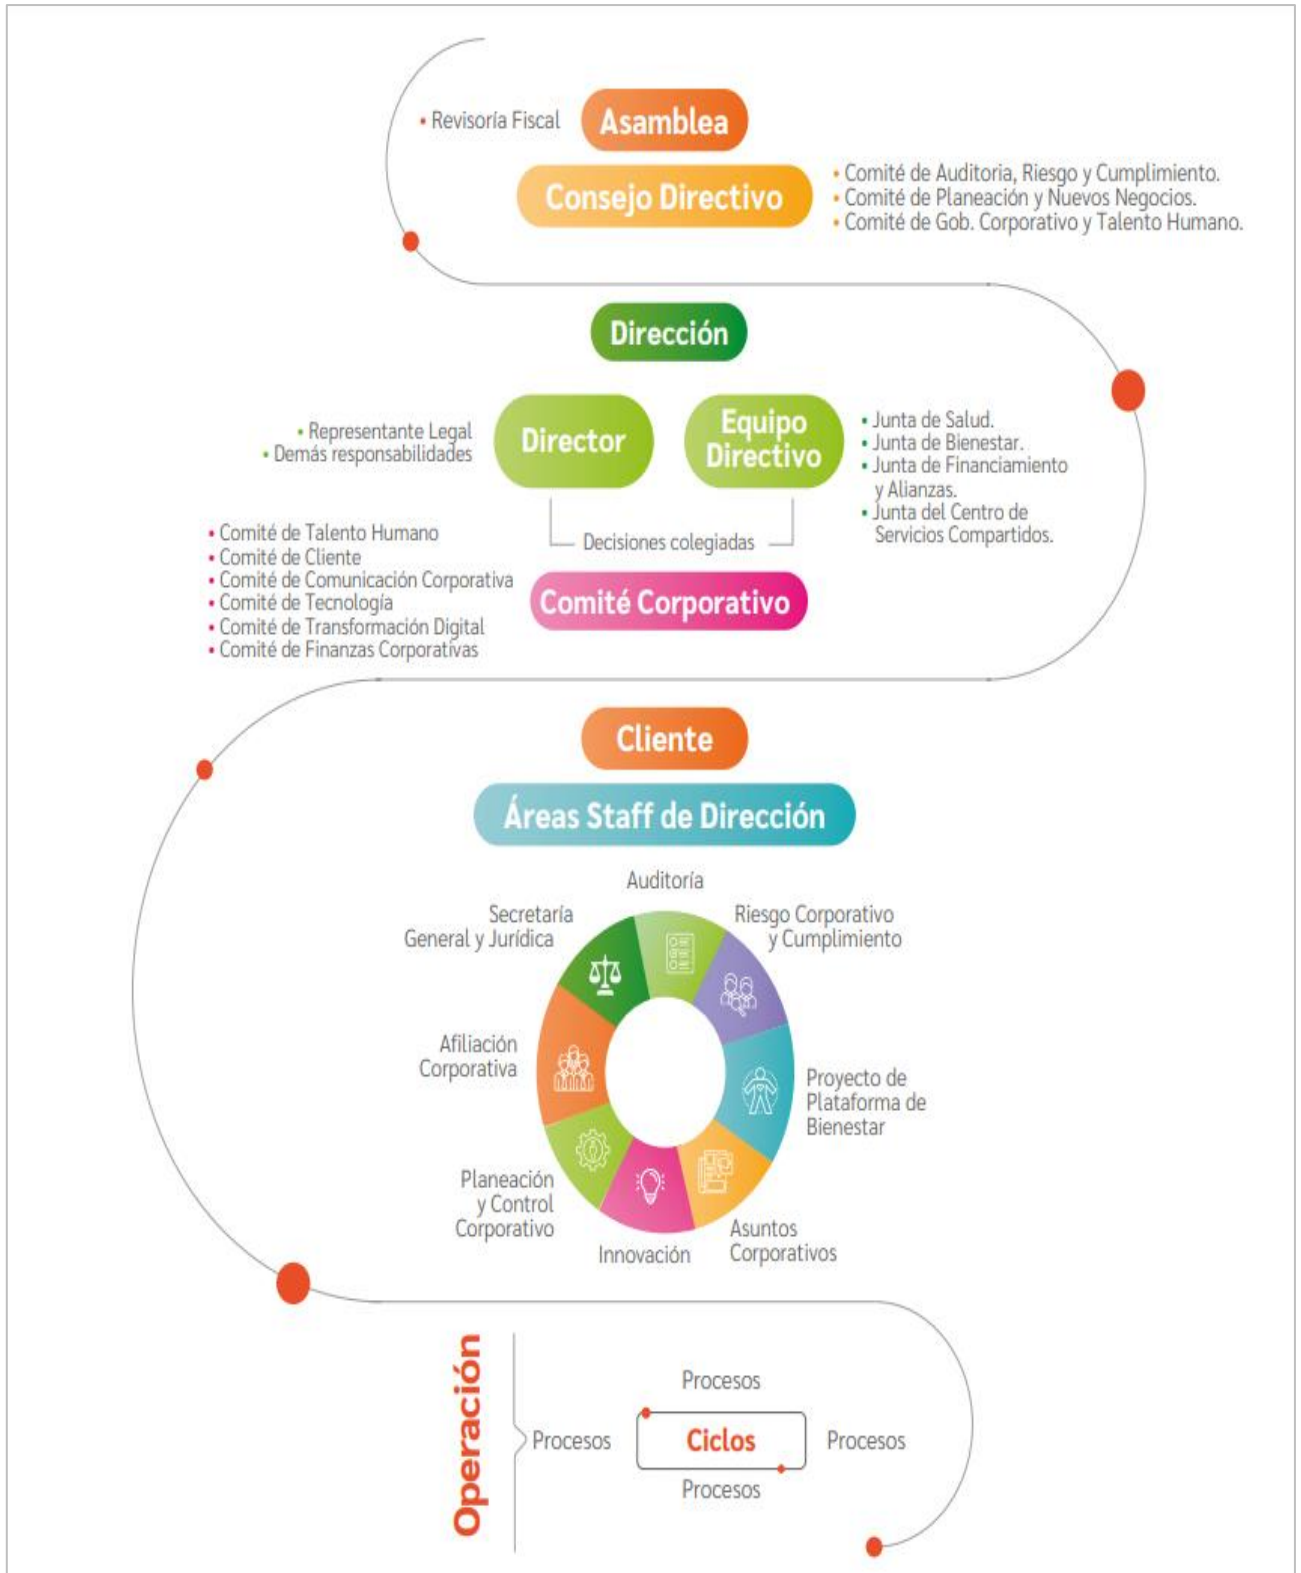 • Revisoría Fiscal
Asamblea
Consejo Directivo
• Comité de Auditoria, Riesgo y Cumplimiento.
• Comité de Planeación y Nuevos Negocios.
• Comité de Gob. Corporativo y Talento Humano.
Dirección
• Representante Legal
• Demás responsabilidades
Director
Equipo
Directivo
• Junta de Salud.
• Junta de Bienestar.
• Junta de Financiamiento
y Alianzas.
• Junta del Centro de
Servicios Compartidos.
Decisiones colegiadas
• Comité de Talento Humano
• Comité de Cliente
• Comité de Comunicación Corporativa
• Comité de Tecnología
• Comité de Transformación Digital
• Comité de Finanzas Corporativas
Comité Corporativo
Cliente
Áreas Staff de Dirección
Auditoría
Secretaría
General y Jurídica
Riesgo Corporativo
y Cumplimiento
Afiliación
Corporativa
Proyecto de
Plataforma de
Bienestar
Planeación
y Control
Corporativo
Innovación
Asuntos
Corporativos
Operación
Procesos
Procesos
Ciclos
Procesos
Procesos